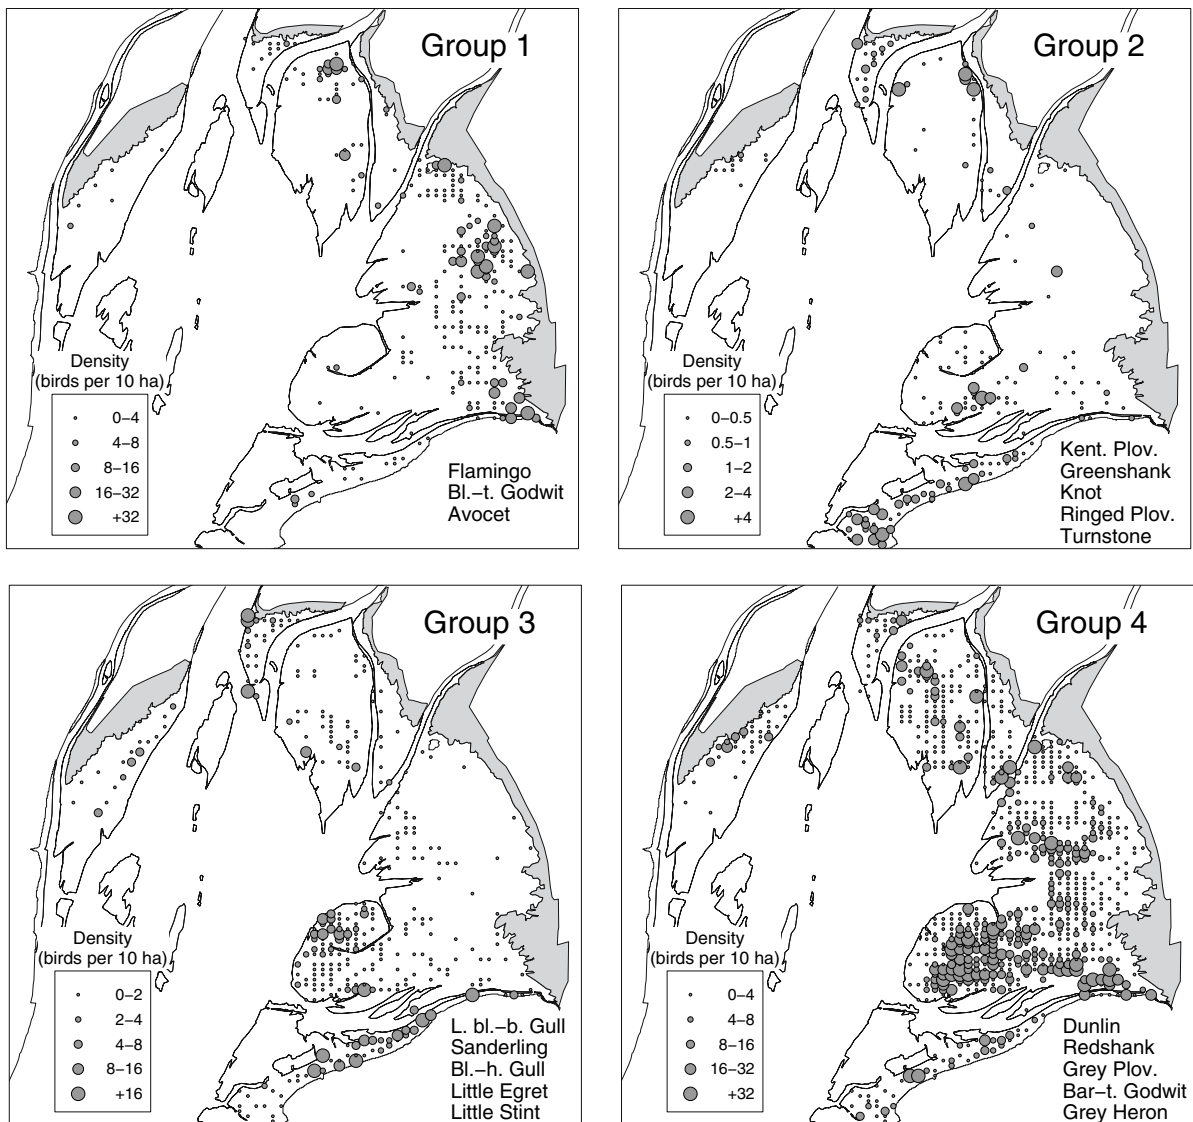 Group 1
Density
(birds per 10 ha)
0−4
4−8
8−16
16−32
+32
Flamingo
Bl.−t. Godwit
Avocet
Group 2
Density
(birds per 10 ha)
0−0.5
0.5−1
1−2
2−4
+4
Kent. Plov.
Greenshank
Knot
Ringed Plov.
Turnstone
Group 3
Density
(birds per 10 ha)
0−2
2−4
4−8
8−16
+16
L. bl.−b. Gull
Sanderling
Bl.−h. Gull
Little Egret
Little Stint
Group 4
Density
(birds per 10 ha)
0−4
4−8
8−16
16−32
+32
Dunlin
Redshank
Grey Plov.
Bar−t. Godwit
Grey Heron